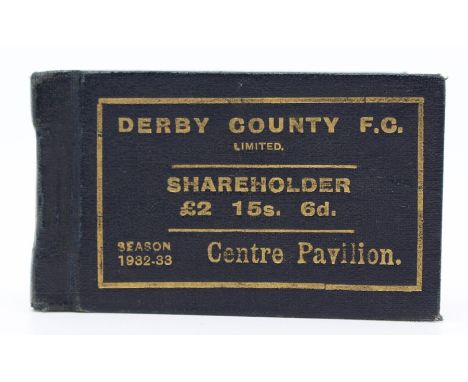 DERBY COUNTY F.C.
LIMITED.
SHAREHOLDER
£2 15s. 6d.
SEASON
1932-33
Centre Pavilion.